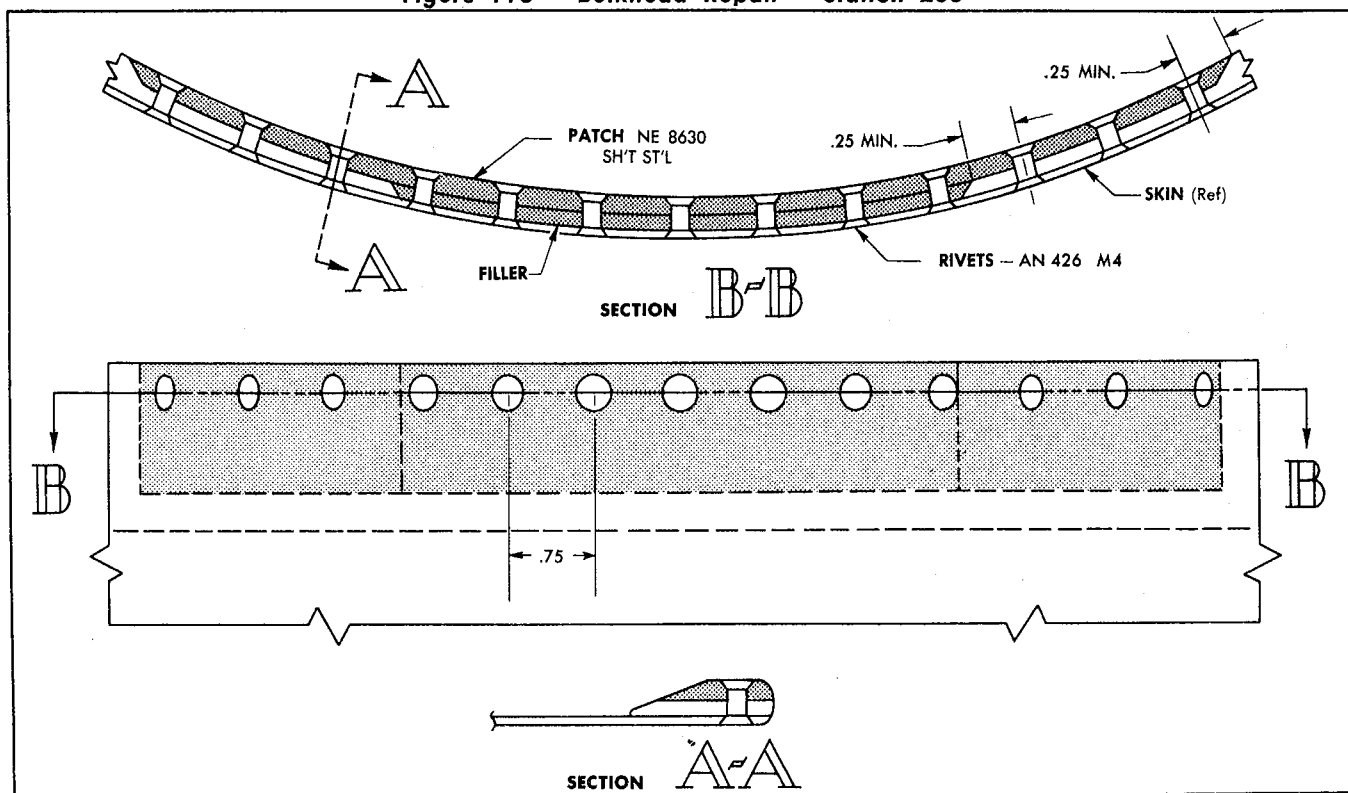 A
.25 MIN.
PATCH NE 8630
SH'T ST'L
.25 MIN.
SKIN (Ref)
A
FILLER
RIVETS – AN 426 M4
SECTION B-B
B
B
.75
SECTION A-A